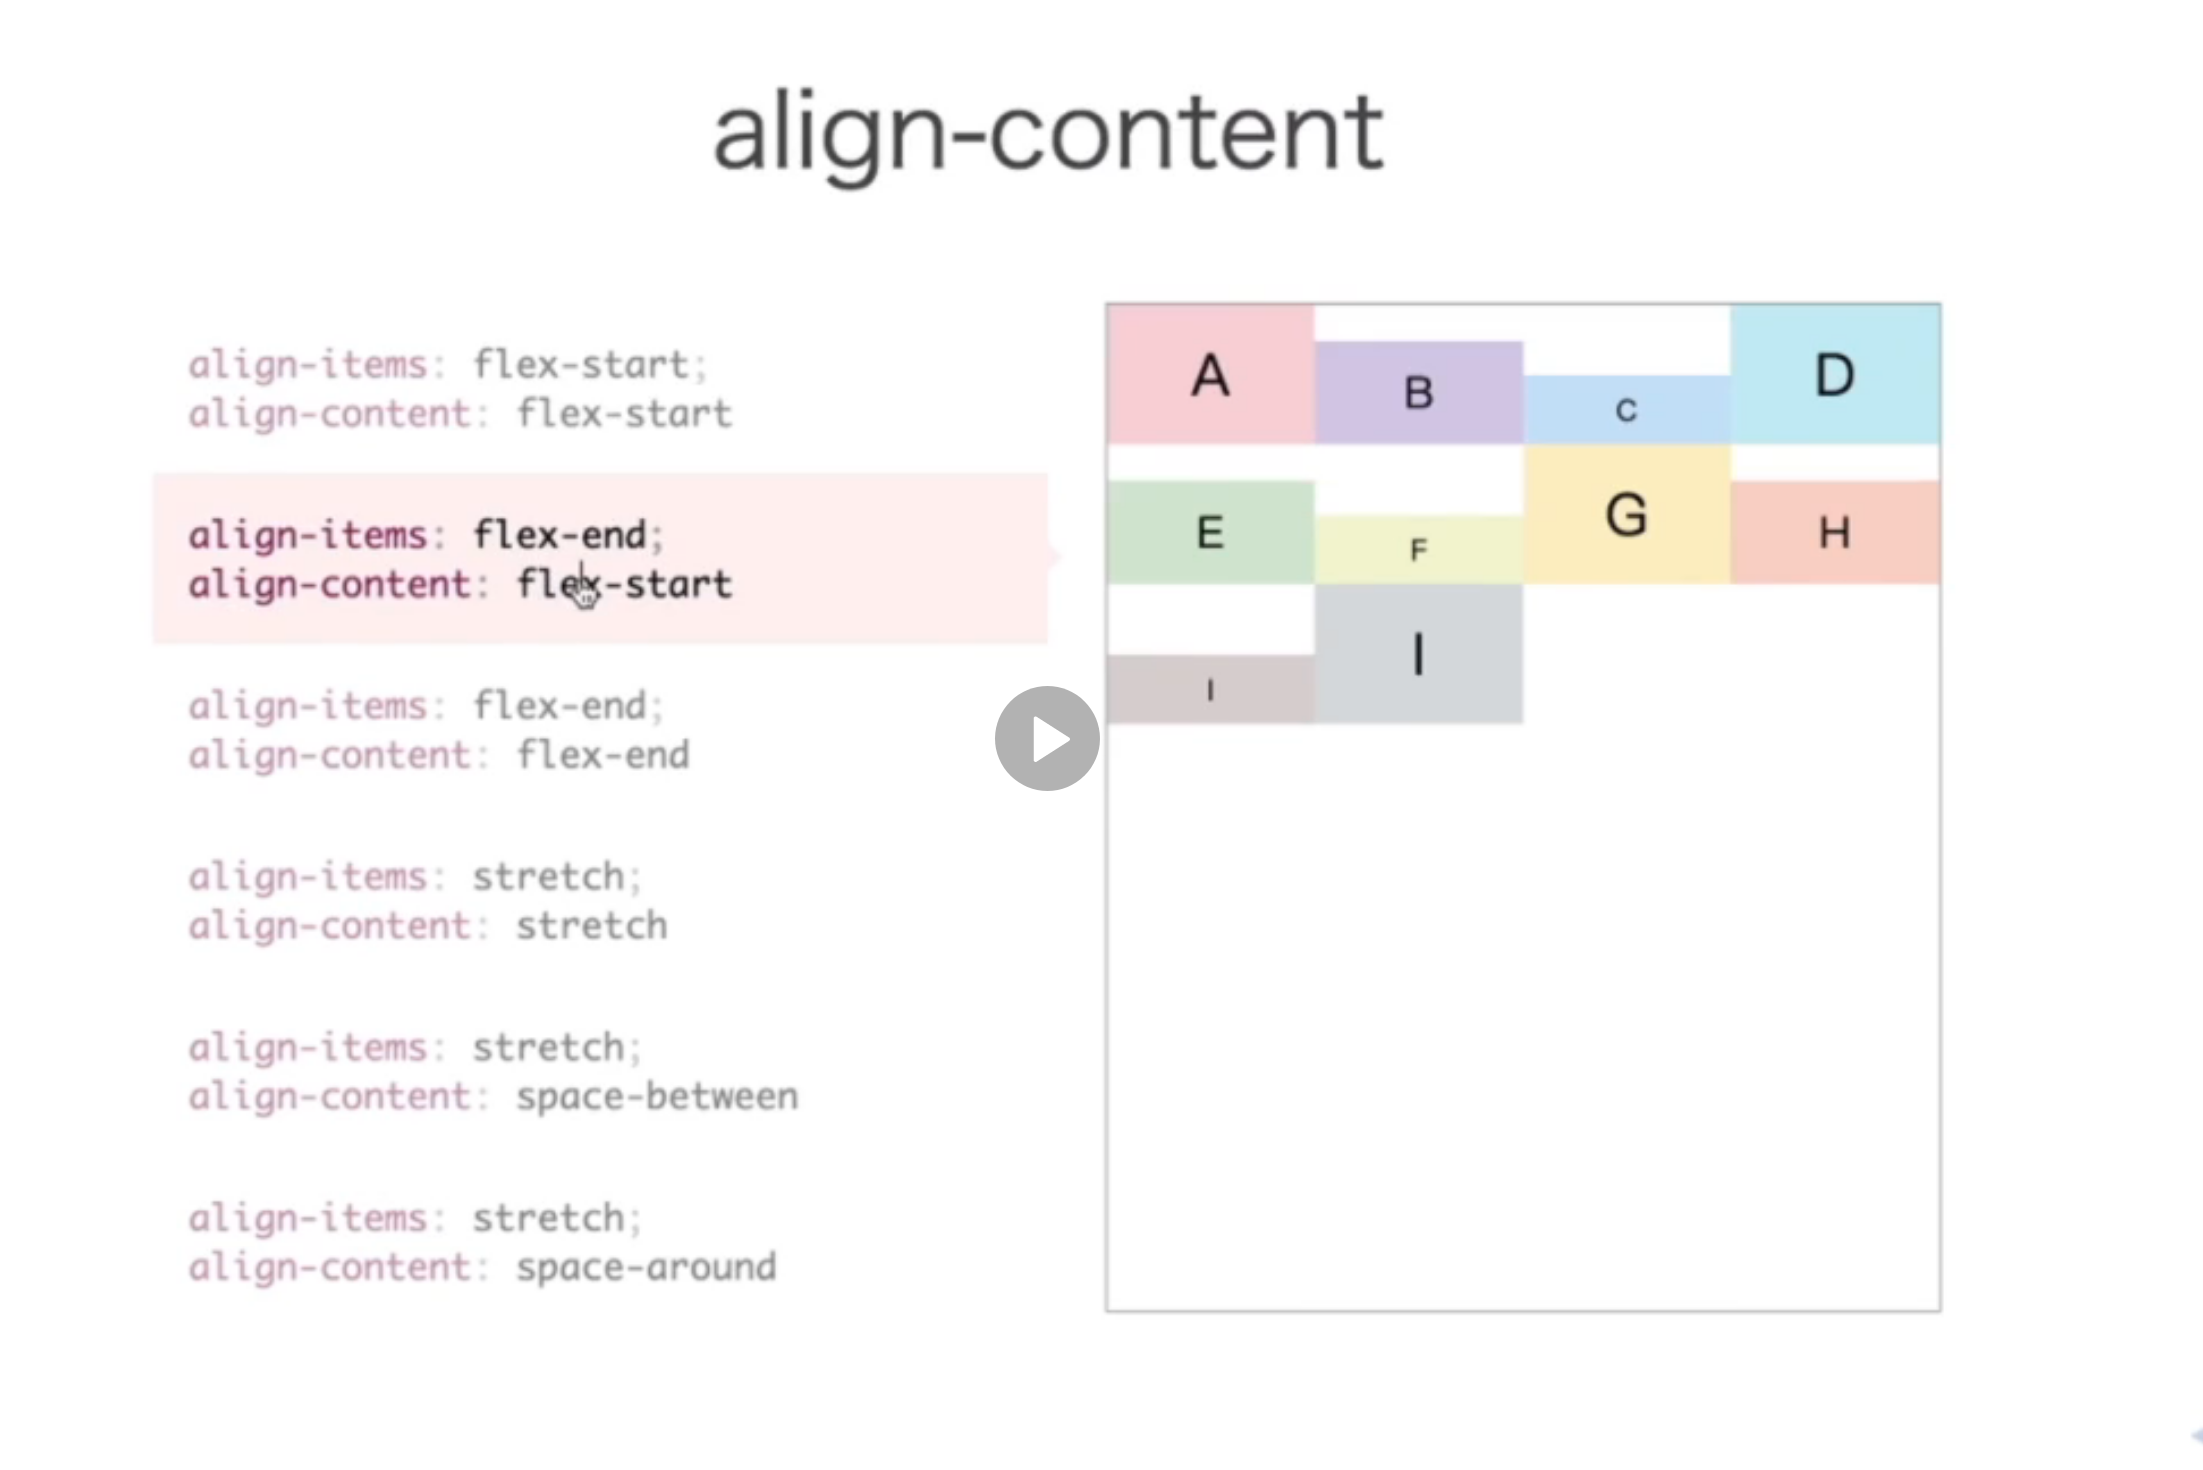 align-content
align-items: flex-start;
align-content: flex-start
align-items: flex-end;
align-content: flex-start
align-items: flex-end;
align-content: flex-end
align-items: stretch;
align-content: stretch
align-items: stretch;
align-content: space-between
align-items: stretch;
align-content: space-around
A B C D
E F G H
I I